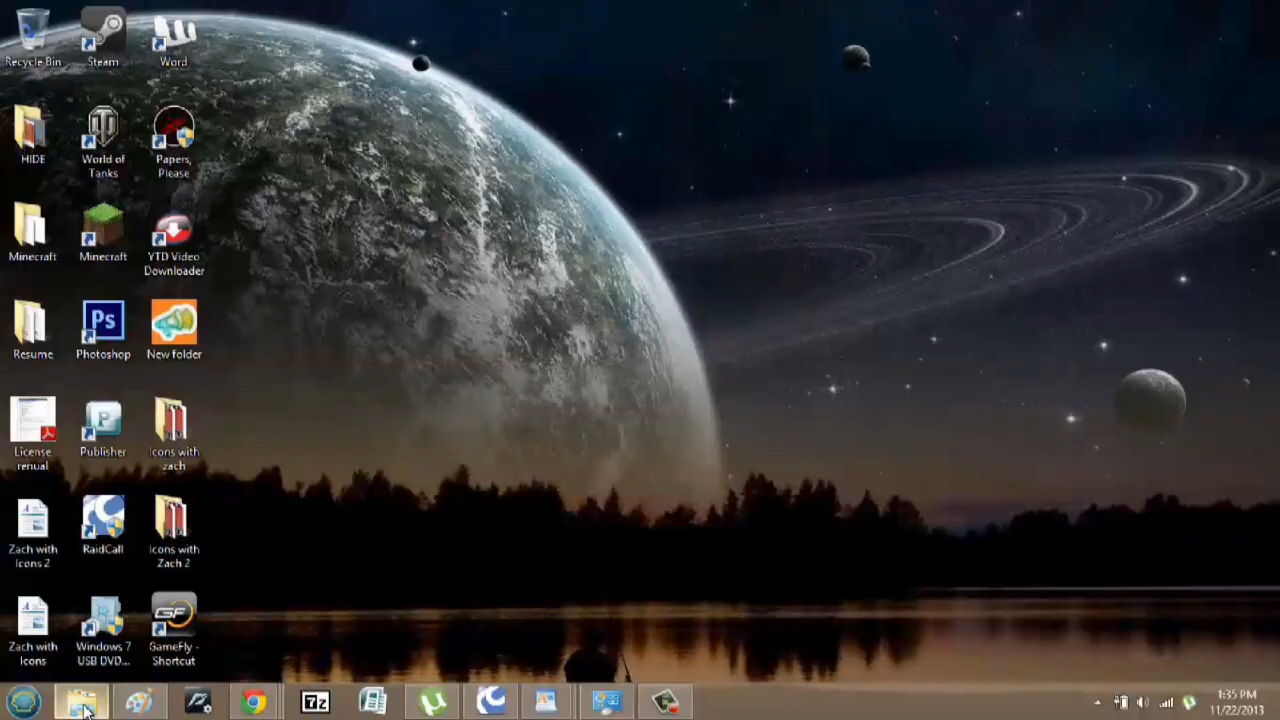 Recycle Bin
Steam
Word
HIDE
World of
Tanks
Papers,
Please
Minecraft
Minecraft
YTD Video
Downloader
Resume
Ps
Photoshop
New folder
License
renual
P
Publisher
Icons with
zach
Zach with
Icons 2
RaidCall
Icons with
Zach 2
Zach with
Icons
Windows 7
USB DVD...
GF
GameFly -
Shortcut
7z
1:35 PM
11/22/2013